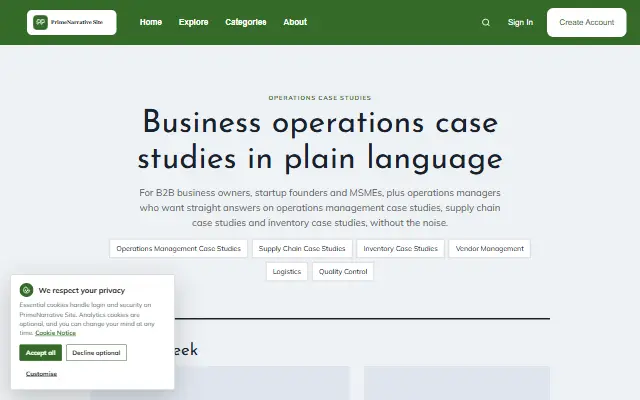 PrimeNarrative Site
Home
Explore
Categories
About
Sign In
Create Account
OPERATIONS CASE STUDIES
Business operations case
studies in plain language
For B2B business owners, startup founders and MSMEs, plus operations managers
who want straight answers on operations management case studies, supply chain
case studies and inventory case studies, without the noise.
Operations Management Case Studies
Supply Chain Case Studies
Inventory Case Studies
Vendor Management
Logistics
Quality Control
We respect your privacy
Essential cookies handle login and security on
PrimeNarrative Site. Analytics cookies are
optional, and you can change your mind at any
time. Cookie Notice
Accept all
Decline optional
Customise
eek